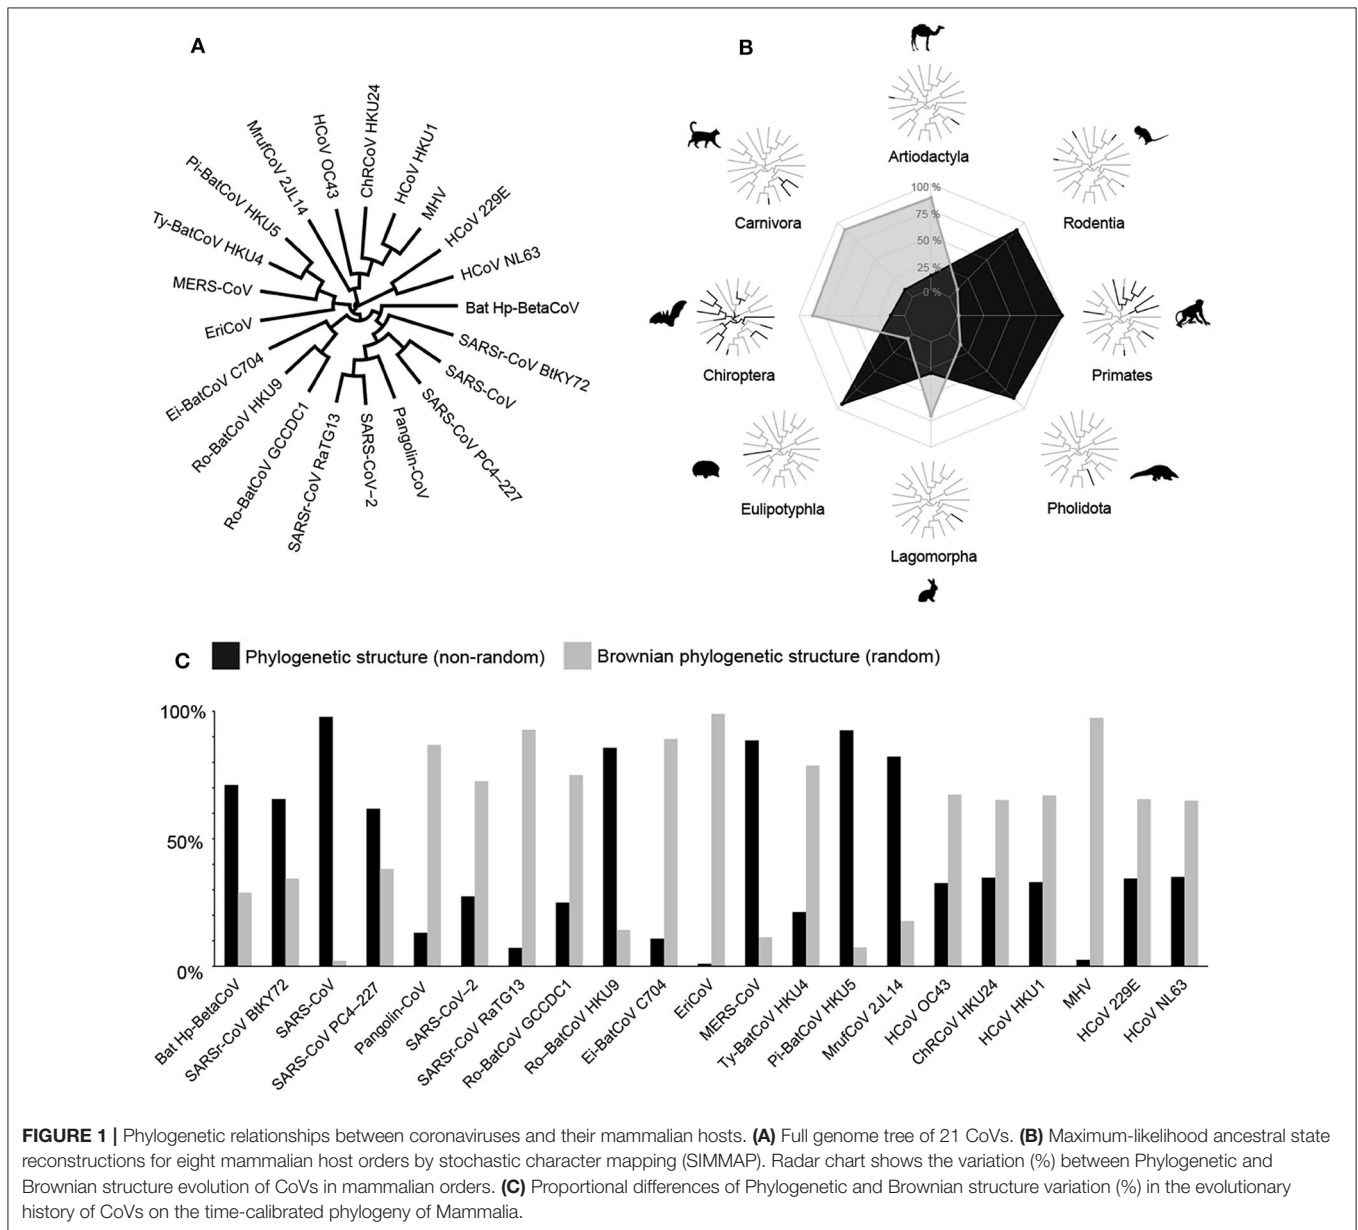 A
MrufCoV 2JL14
HCoV OC43
ChRCoV HKU24
HCoV HKU1
MHV
HCoV 229E
HCoV NL63
Bat Hp-BetaCoV
SARSr-CoV BtKY72
SARS-CoV
SARS-CoV PC4–227
Pangolin-CoV
SARS-CoV–2
SARSr-CoV RaTG13
Ro-BatCoV GCCDC1
Ro-BatCoV HKU9
Ei-BatCoV C704
EriCoV
MERS-CoV
Ty-BatCoV HKU4
Pi-BatCoV HKU5
B
Artiodactyla
Carnivora
Rodentia
100 %
75 %
50 %
25 %
0 %
Chiroptera
Primates
Eulipotyphla
Pholidota
Lagomorpha
C
Phylogenetic structure (non-random)
Brownian phylogenetic structure (random)
100%
50%
0%
Bat Hp-BetaCoV
SARSr-CoV BtKY72
SARS-CoV
SARS-CoV PC4–227
Pangolin-CoV
SARS-CoV–2
SARSr-CoV RaTG13
Ro-BatCoV GCCDC1
Ro–BatCoV HKU9
Ei-BatCoV C704
EriCoV
MERS-CoV
Ty-BatCoV HKU4
Pi-BatCoV HKU5
MrufCoV 2JL14
HCoV OC43
ChRCoV HKU24
HCoV HKU1
MHV
HCoV 229E
HCoV NL63
FIGURE 1 | Phylogenetic relationships between coronaviruses and their mammalian hosts. (A) Full genome tree of 21 CoVs. (B) Maximum-likelihood ancestral state
reconstructions for eight mammalian host orders by stochastic character mapping (SIMMAP). Radar chart shows the variation (%) between Phylogenetic and
Brownian structure evolution of CoVs in mammalian orders. (C) Proportional differences of Phylogenetic and Brownian structure variation (%) in the evolutionary
history of CoVs on the time-calibrated phylogeny of Mammalia.